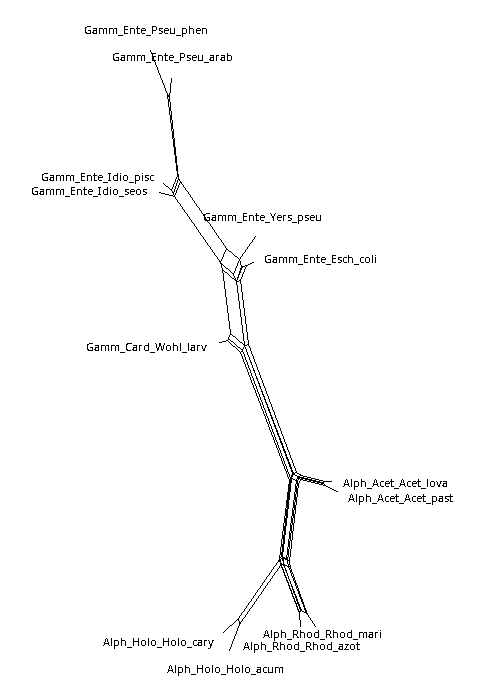 Gamm_Ente_Pseu_phen
Gamm_Ente_Pseu_arab
Gamm_Ente_Idio_pisc
Gamm_Ente_Idio_seos
Gamm_Ente_Yers_pseu
Gamm_Ente_Esch_coli
Gamm_Card_Wohl_larv
Alph_Acet_Acet_lova
Alph_Acet_Acet_past
Alph_Rhod_Rhod_mari
Alph_Holo_Holo_cary
Alph_Rhod_Rhod_azot
Alph_Holo_Holo_acum